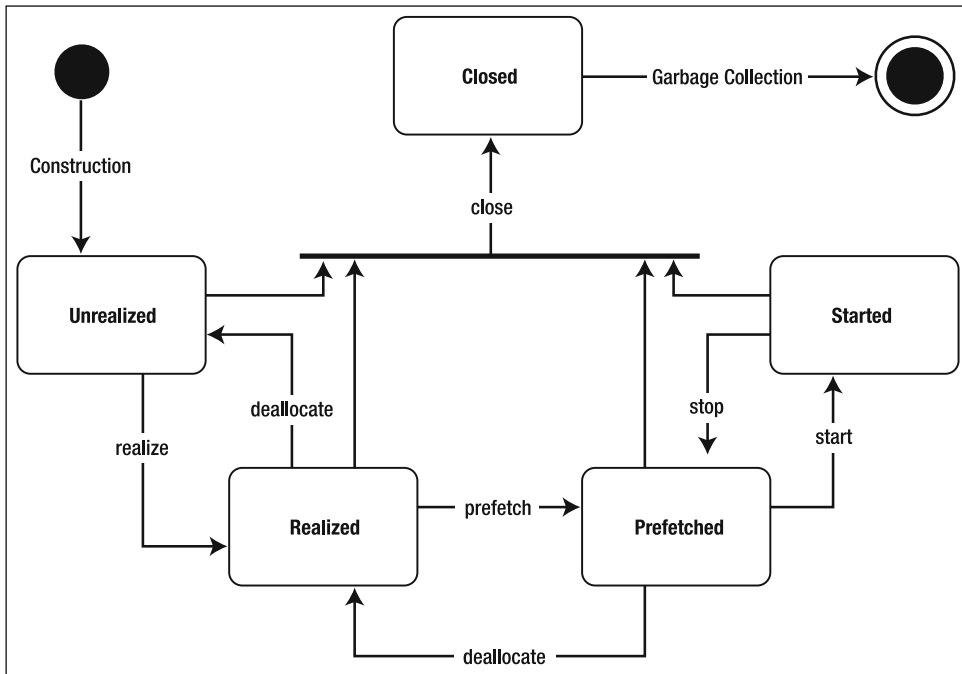 Closed
Garbage Collection
Construction
close
Unrealized
Started
deallocate
stop
realize
start
Realized
prefetch
Prefetched
deallocate